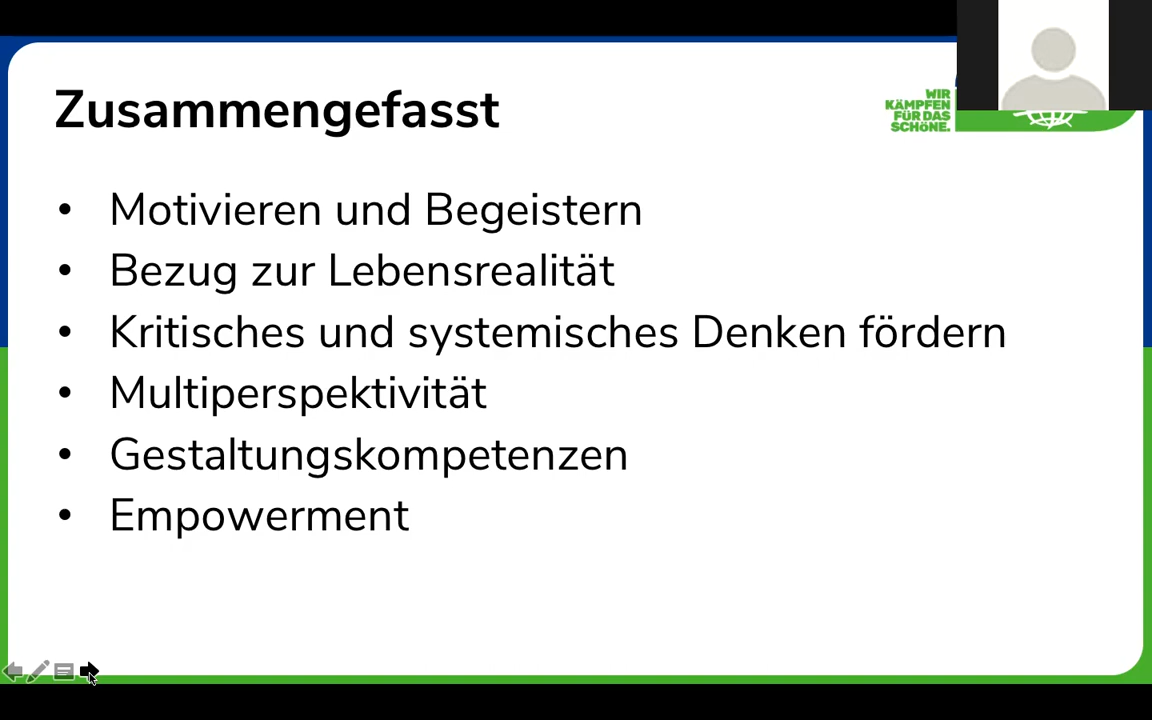 Zusammengefasst
WIR
KÄMPFEN
FÜR DAS
SCHÖNE.
• Motivieren und Begeistern
• Bezug zur Lebensrealität
• Kritisches und systemisches Denken fördern
• Multiperspektivität
• Gestaltungskompetenzen
• Empowerment